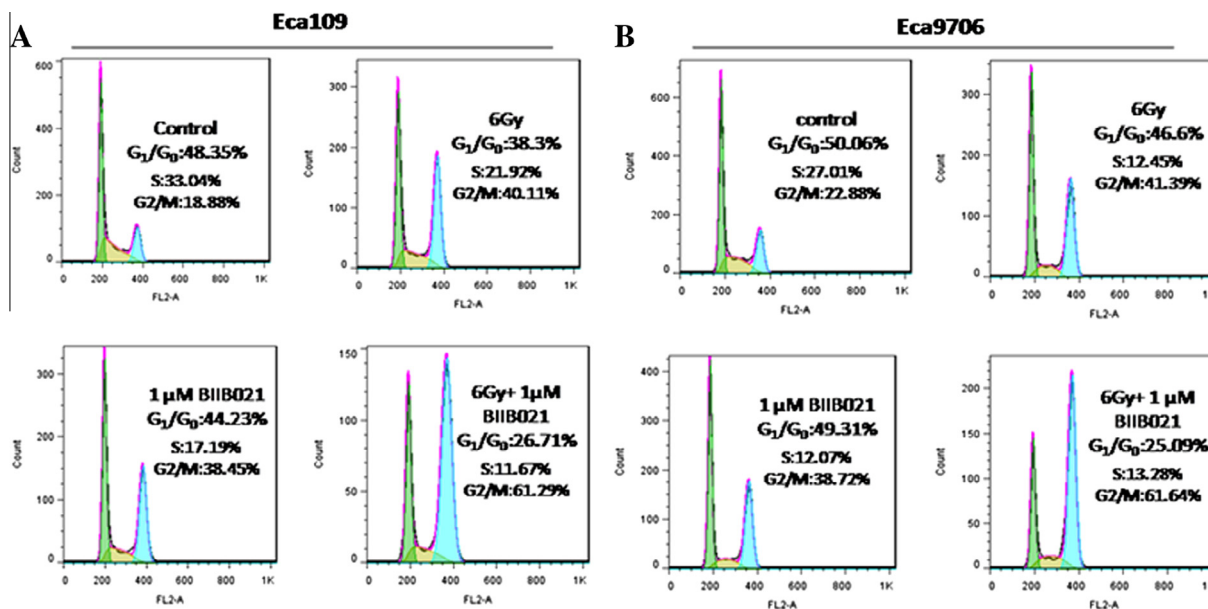 A
Eca109
600
400
200
0
Count
Control
G₁/G₀:48.35%
S:33.04%
G2/M:18.88%
0 200 400 600 800 1K
FL2-A
300
200
100
0
Count
6Gy
G₁/G₀:38.3%
S:21.92%
G2/M:40.11%
0 200 400 600 800 1K
FL2-A
300
200
100
0
Count
1 µM BIIB021
G₁/G₀:44.23%
S:17.19%
G2/M:38.45%
0 200 400 600 800 1K
FL2-A
150
100
50
0
Count
6Gy+ 1µM
BIIB021
G₁/G₀:26.71%
S:11.67%
G2/M:61.29%
0 200 400 600 800 1K
FL2-A
B
Eca9706
600
400
200
0
Count
control
G₁/G₀:50.06%
S:27.01%
G2/M:22.88%
0 200 400 600 800 1K
FL2-A
300
200
100
0
Count
6Gy
G₁/G₀:46.6%
S:12.45%
G2/M:41.39%
0 200 400 600 800 1K
FL2-A
400
300
200
100
0
Count
1 µM BIIB021
G₁/G₀:49.31%
S:12.07%
G2/M:38.72%
0 200 400 600 800 1K
FL2-A
200
150
100
50
0
Count
6Gy+ 1 µM
BIIB021
G₁/G₀:25.09%
S:13.28%
G2/M:61.64%
0 200 400 600 800
FL2-A